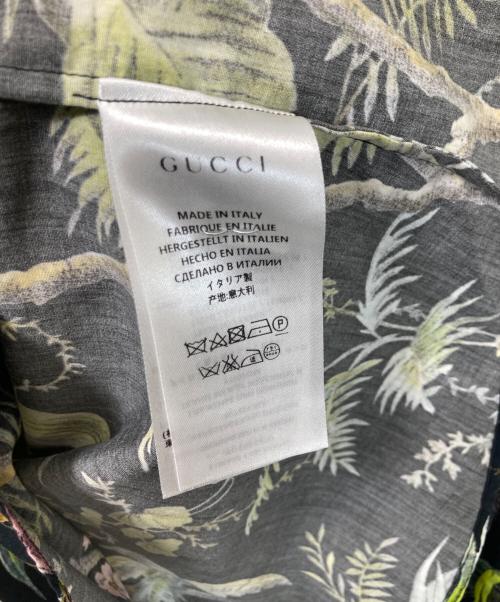 GUCCI
MADE IN ITALY
FABRIQUE EN ITALIE
HERGESTELLT IN ITALIEN
HECHO EN ITALIA
СДЕЛАНО В ИТАЛИИ
イタリア製
产地:意大利
P